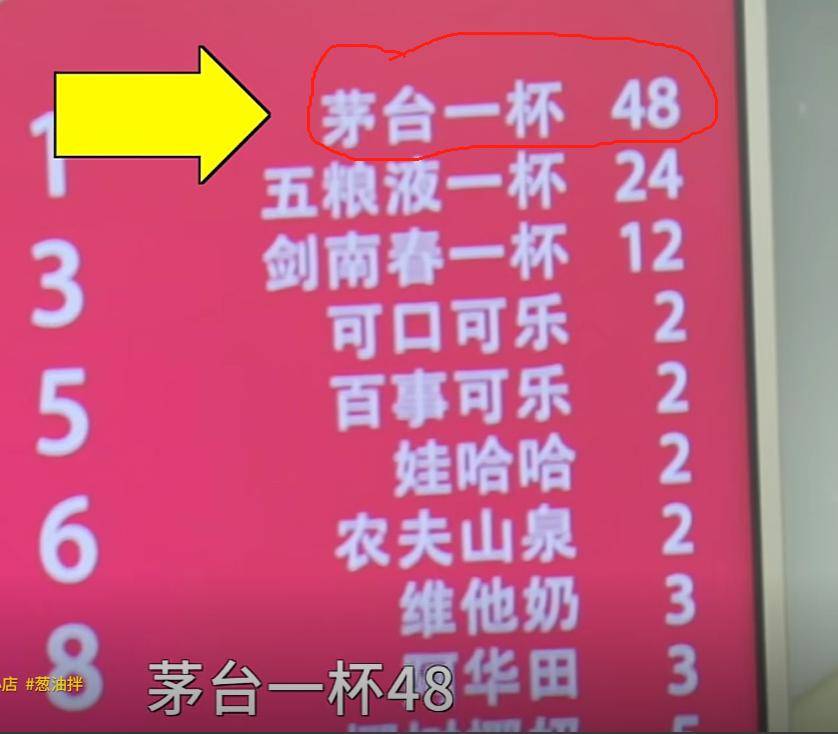 茅台一杯 48
1
五粮液一杯 24
剑南春一杯 12
3
可口可乐 2
百事可乐 2
5
娃哈哈 2
农夫山泉 2
6
维他奶 3
华田 3
8
店 #葱油拌
茅台一杯48